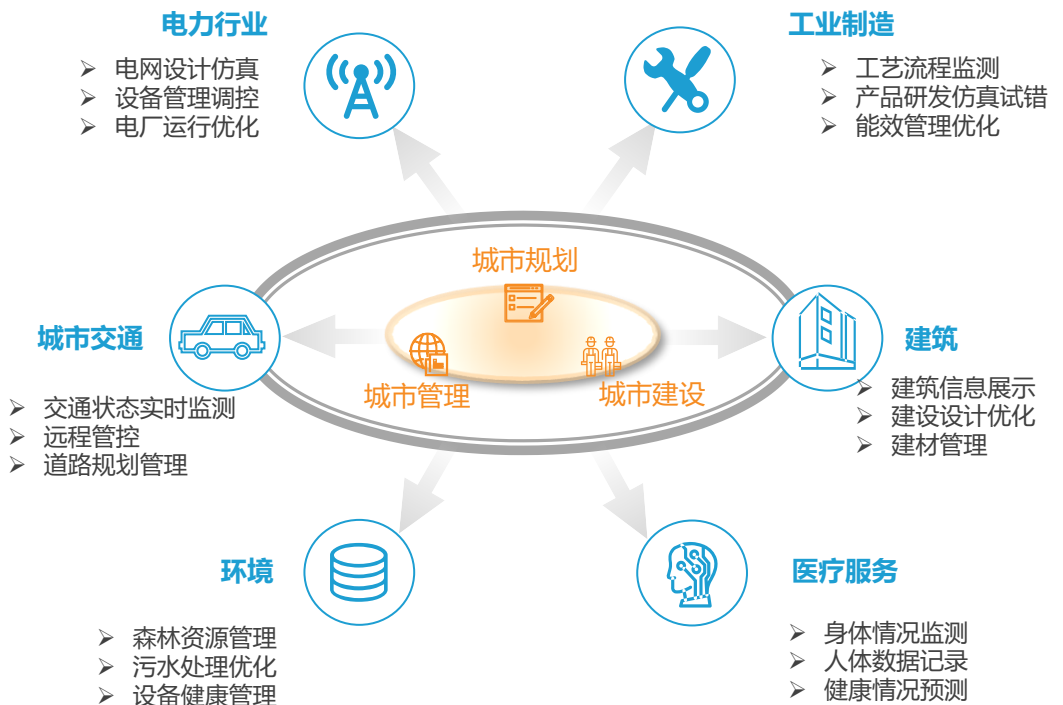 电力行业
电网设计仿真
设备管理调控
电厂运行优化
工业制造
工艺流程监测
产品研发仿真试错
能效管理优化
城市规划
城市管理
城市建设
城市交通
交通状态实时监测
远程管控
道路规划管理
建筑
建筑信息展示
建设设计优化
建材管理
环境
森林资源管理
污水处理优化
设备健康管理
医疗服务
身体情况监测
人体数据记录
健康情况预测